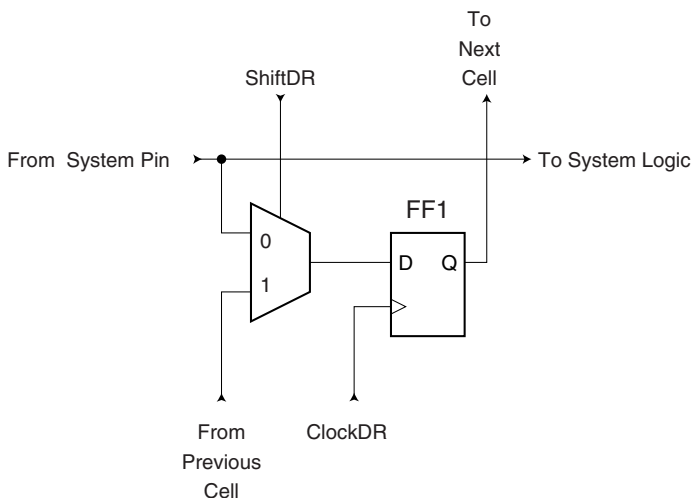 To
Next
Cell
ShiftDR
From System Pin
To System Logic
FF1
0
D Q
1
From
Previous
Cell
ClockDR